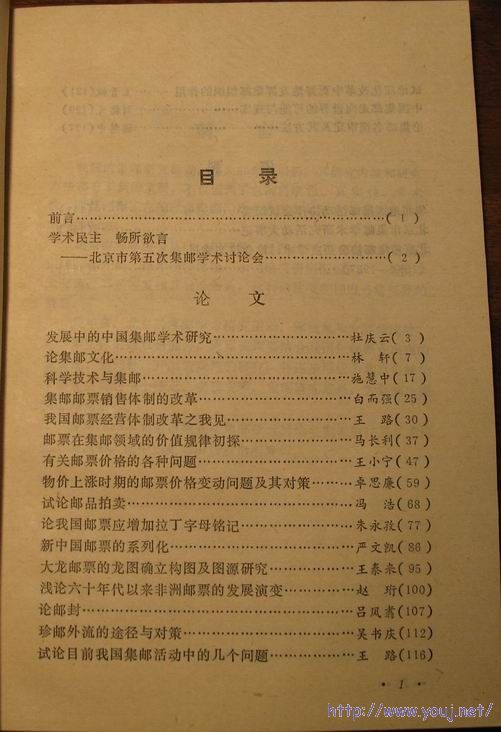 目 录
前言……………………………………( 1 )
学术民主 畅所欲言
——北京市第五次集邮学术讨论会………………( 2 )
论 文
发展中的中国集邮学术研究……………………杜庆云( 3 )
论集邮文化……………………………………林 轩( 7 )
科学技术与集邮………………………………施慧中( 17 )
集邮邮票销售体制的改革……………………白而强( 25 )
我国邮票经营体制改革之我见…………………王 路( 30 )
邮票在集邮领域的价值规律初探………………马长利( 37 )
有关邮票价格的各种问题……………………王小宁( 47 )
物价上涨时期的邮票价格变动问题及其对策……卓思廉( 59 )
试论邮品拍卖…………………………………冯 浩( 68 )
论我国邮票应增加拉丁字母铭记………………朱永孩( 77 )
新中国邮票的系列化…………………………严文凯( 86 )
大龙邮票的龙图确立构图及图源研究…………王泰来( 95 )
浅论六十年代以来非洲邮票的发展演变………赵 珩(100)
论邮封…………………………………………吕凤翥(107)
珍邮外流的途径与对策………………………吴书庆(112)
试论目前我国集邮活动中的几个问题…………王 路(116)
· 1 ·
http://www.youj.net/